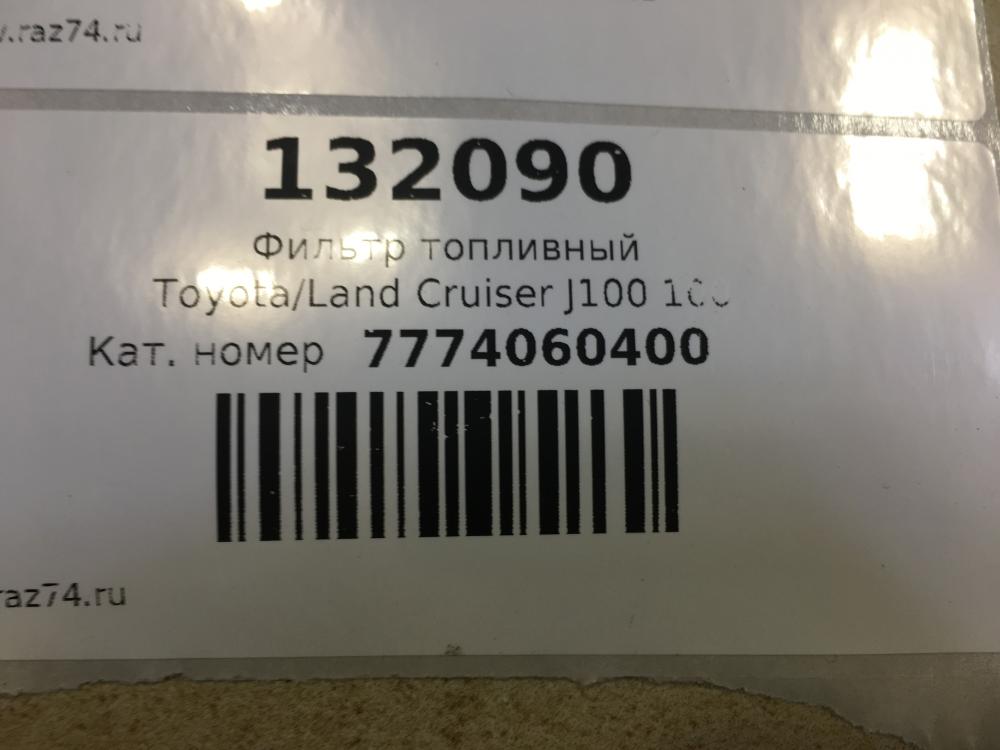 .raz74.ru
132090
Фильтр топливный
Toyota/Land Cruiser J100
Кат. номер 7774060400
raz74.ru